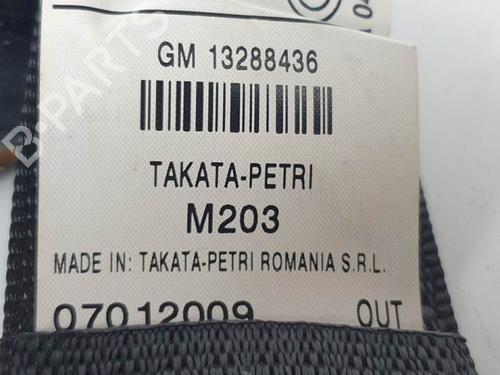 GM 13288436
TAKATA-PETRI
M203
MADE IN: TAKATA-PETRI ROMANIA S.R.L.
07012009 OUT
B-PARTS